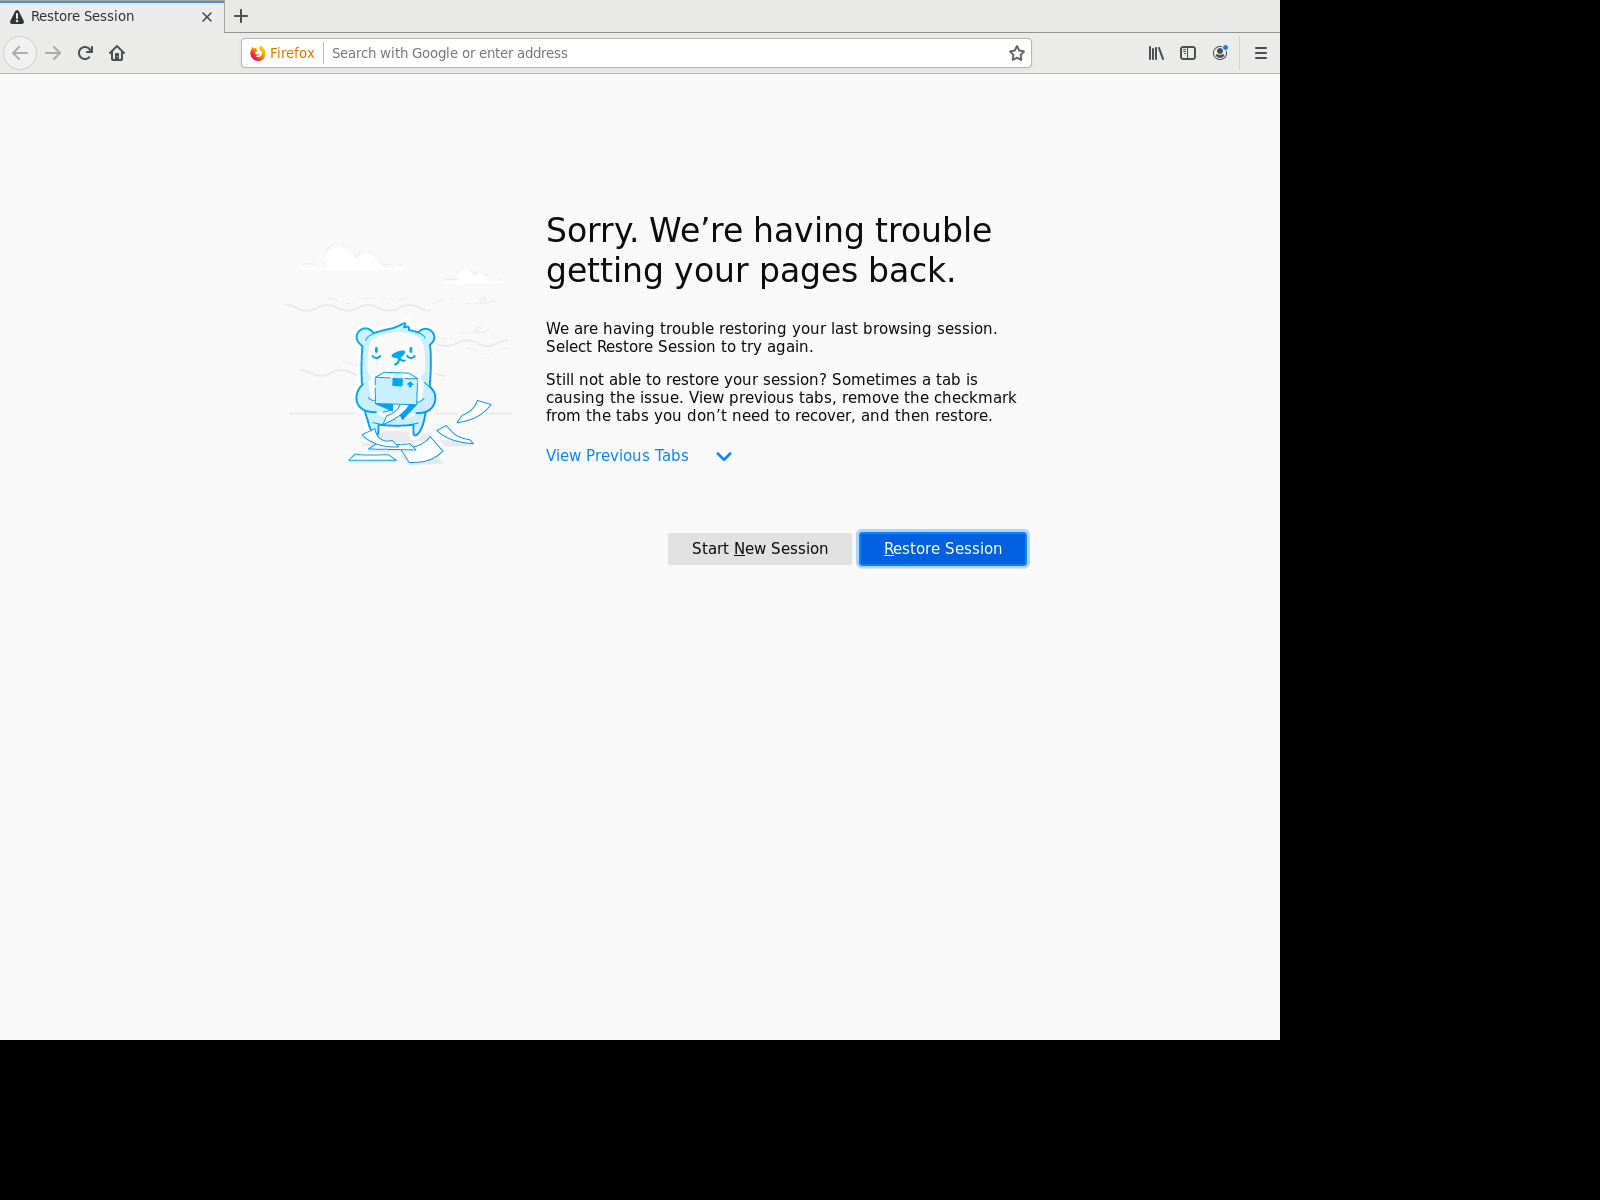 Restore Session
Firefox
Search with Google or enter address
Sorry. We’re having trouble
getting your pages back.
We are having trouble restoring your last browsing session.
Select Restore Session to try again.
Still not able to restore your session? Sometimes a tab is
causing the issue. View previous tabs, remove the checkmark
from the tabs you don’t need to recover, and then restore.
View Previous Tabs
Start New Session
Restore Session